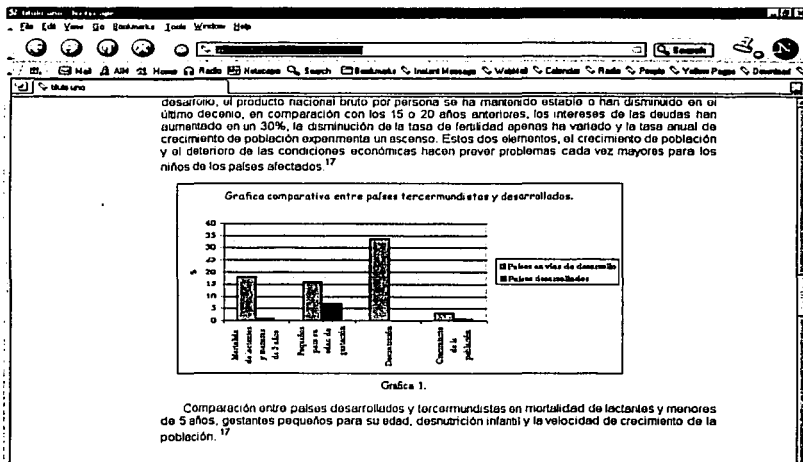 File Edit View Go Bookmarks Tools Window Help
Search
Mail AIM Home Radio Netscape Search Bookmarks Instant Message WebMail Calendar Radio People Yellow Pages Download
titulo uno
desarrollo, el producto nacional bruto por persona se ha mantenido estable o han disminuido en el
último decenio, en comparación con los 15 o 20 años anteriores, los intereses de las deudas han
aumentado en un 30%, la disminución de la tasa de fertilidad apenas ha variado y la tasa anual de
crecimiento de población experimenta un ascenso. Estos dos elementos, el crecimiento de población
y el deterioro de las condiciones económicas hacen prever problemas cada vez mayores para los
niños de los países afectados.17
Grafica comparativa entre países tercermundistas y desarrollados.
40
35
30
25
20
15
10
5
0
%
Mortalidad
de lactantes
y menores
de 5 años
Pequeños
para su
edad de
gestación
Desnutrición
Crecimiento
de la
población
Países en vías de desarrollo
Países desarrollados
Grafica 1.
Comparación entre países desarrollados y tercermundistas en mortalidad de lactantes y menores
de 5 años, gestantes pequeños para su edad, desnutrición infantil y la velocidad de crecimiento de la
población. 17